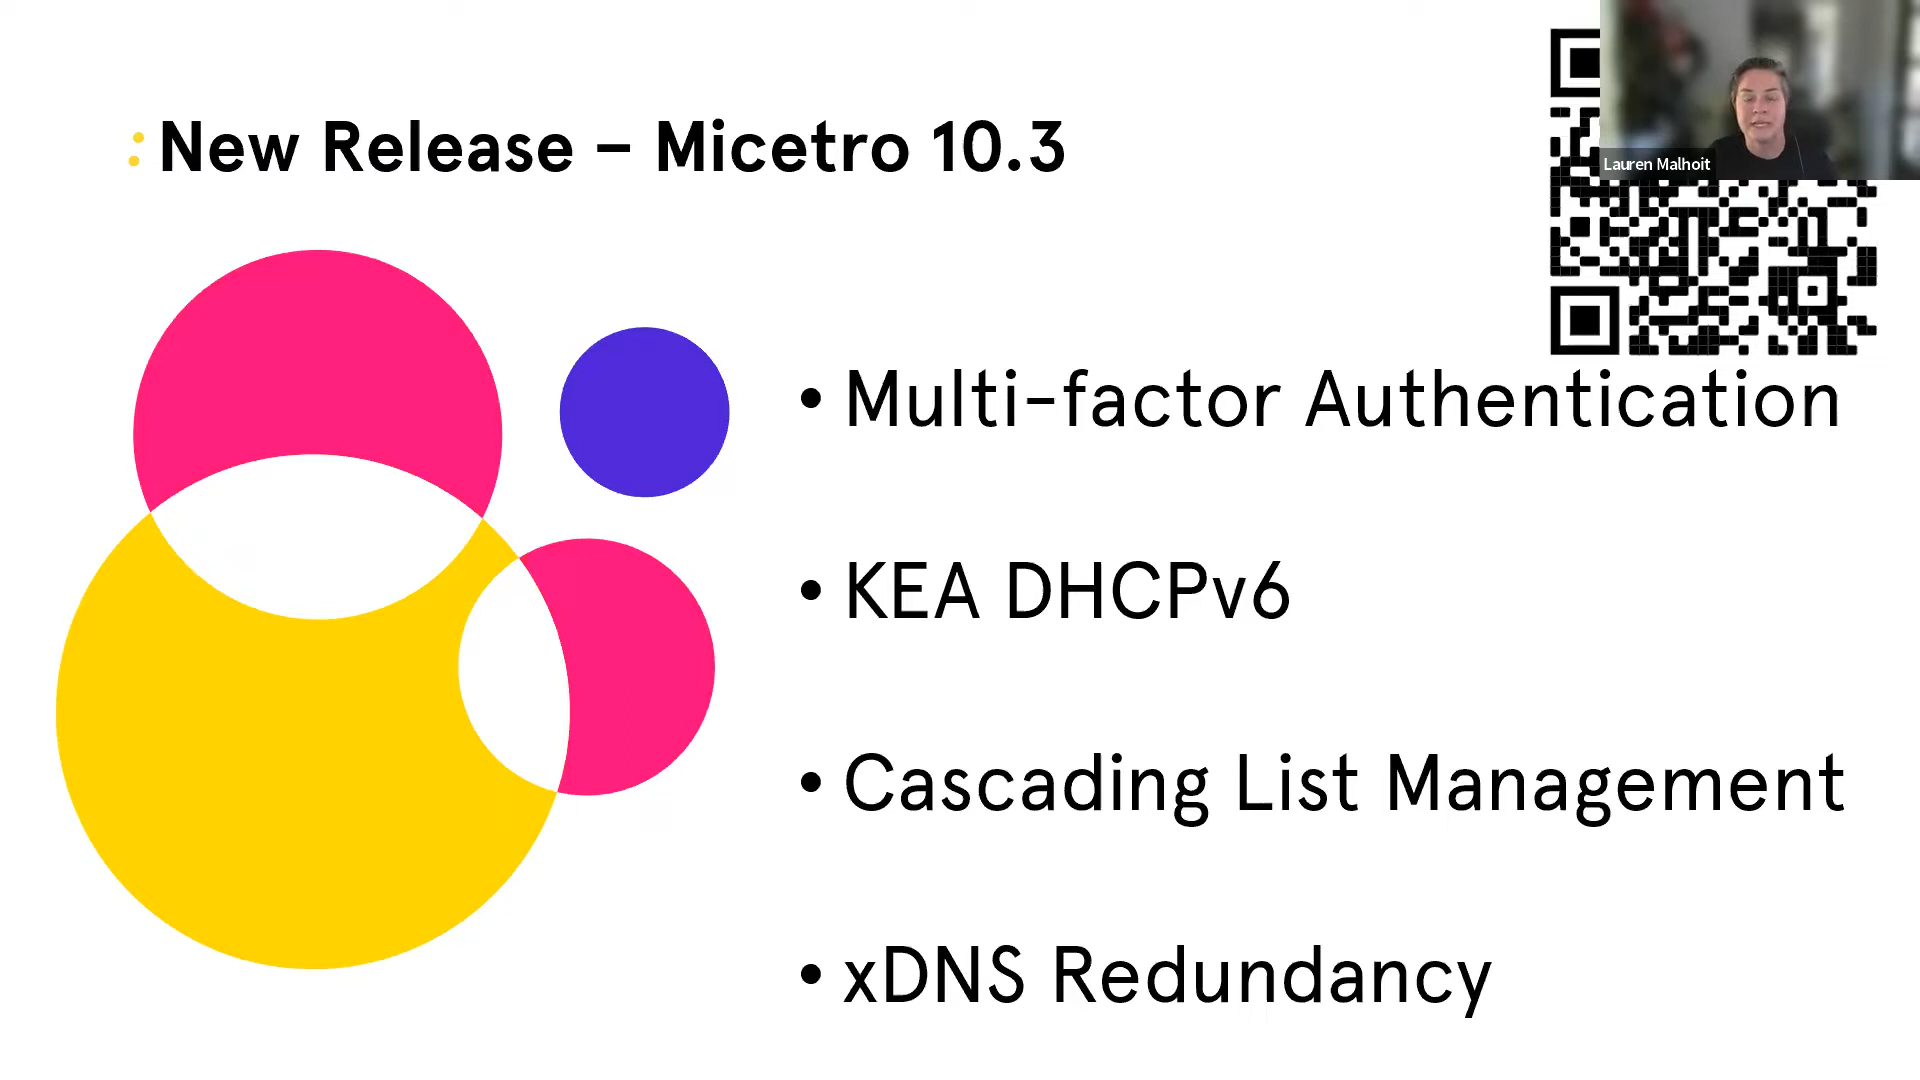 : New Release – Micetro 10.3
Lauren Malhoit
• Multi-factor Authentication
• KEA DHCPv6
• Cascading List Management
• xDNS Redundancy